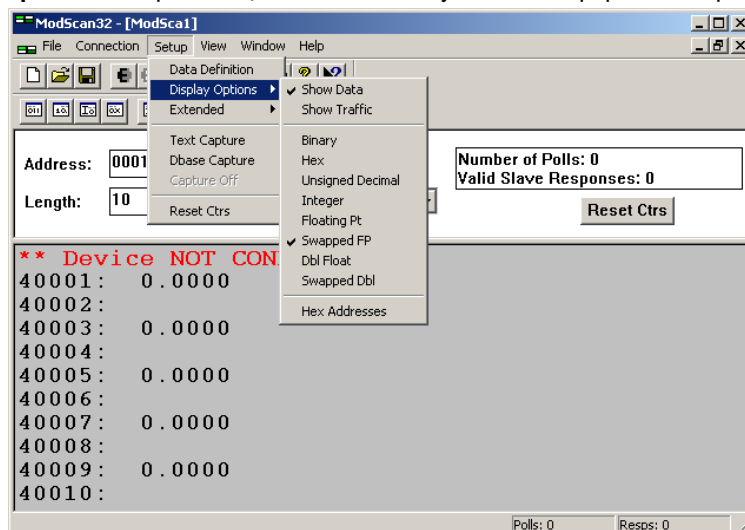 ModScan32 - [ModSca1]
File Connection Setup View Window Help
Data Definition
Display Options
Extended
Text Capture
Dbase Capture
Capture Off
Reset Ctrs
Show Data
Show Traffic
Binary
Hex
Unsigned Decimal
Integer
Floating Pt
Swapped FP
Dbl Float
Swapped Dbl
Hex Addresses
Address: 0001
Length: 10
Number of Polls: 0
Valid Slave Responses: 0
Reset Ctrs
** Device NOT CON
40001: 0.0000
40002:
40003: 0.0000
40004:
40005: 0.0000
40006:
40007: 0.0000
40008:
40009: 0.0000
40010:
Polls: 0 Resps: 0